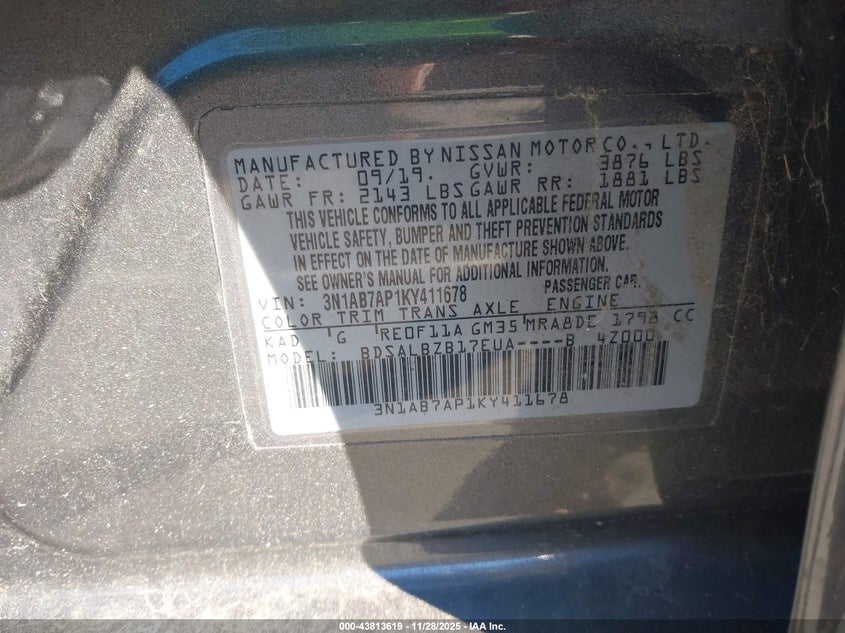 MANUFACTURED BY NISSAN MOTOR CO., LTD.
DATE: 09/19. GVWR: 3876 LBS
GAWR FR: 2143 LBS GAWR RR: 1881 LBS
THIS VEHICLE CONFORMS TO ALL APPLICABLE FEDERAL MOTOR
VEHICLE SAFETY, BUMPER AND THEFT PREVENTION STANDARDS
IN EFFECT ON THE DATE OF MANUFACTURE SHOWN ABOVE.
SEE OWNER'S MANUAL FOR ADDITIONAL INFORMATION.
VIN: 3N1AB7AP1KY411678 PASSENGER CAR.
COLOR TRIM TRANS AXLE ENGINE
KAD G RE0F11A GM35 MRA8DE 1798 CC
MODEL: BDSALBZB17EUA----B 4Z000
3N1AB7AP1KY411678
000-43813619 | 11/28/2025 | IAA Inc.